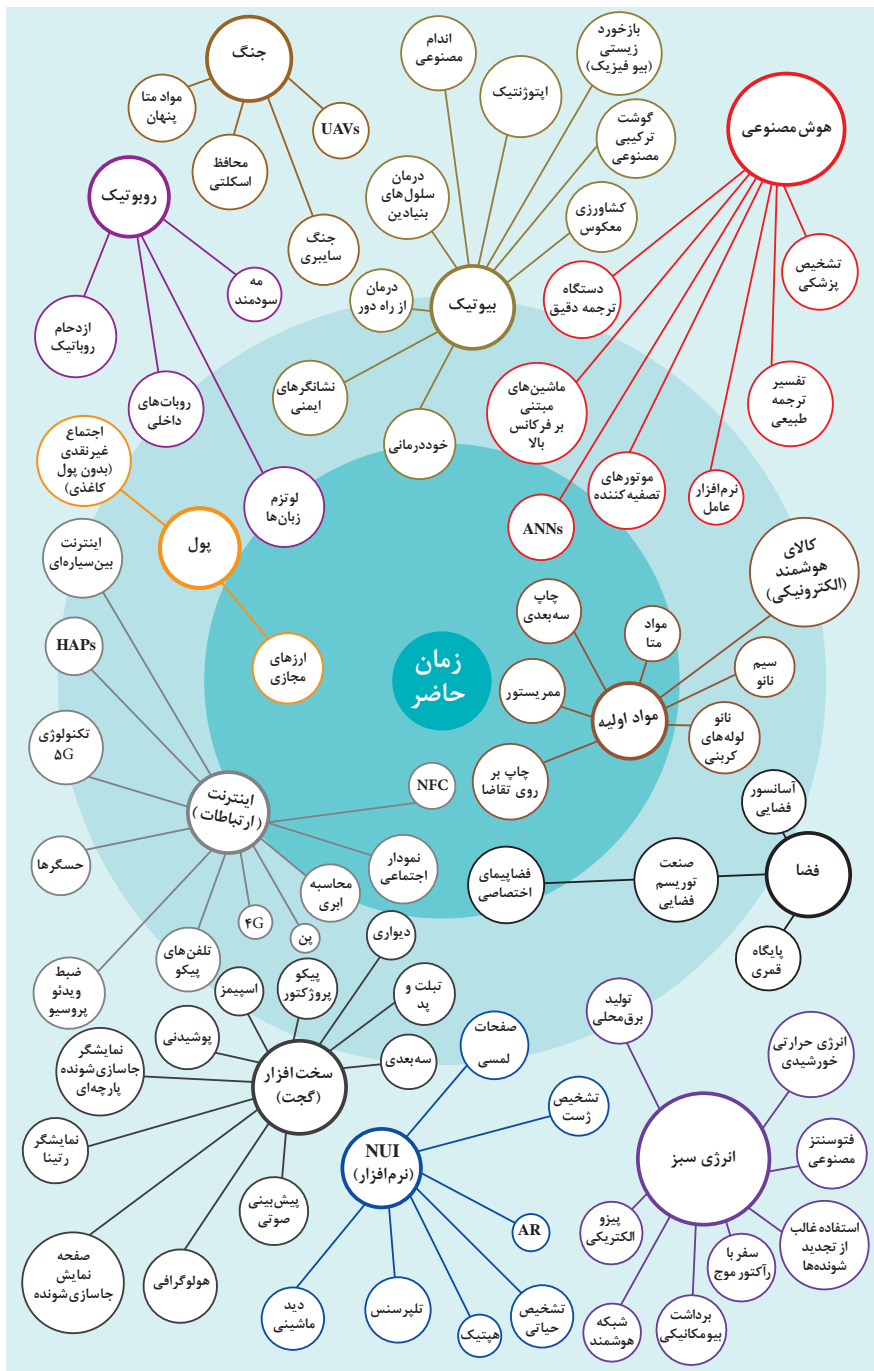 جنگ
مواد متا
پنهان
محافظ
اسکلتی
جنگ
سایبری
UAVs
روبوتیک
ازدحام
روباتیک
روبات‌های
داخلی
لوتزم
زبان‌ها
مه
سودمند
بیوتیک
اندام
مصنوعی
اپتوژنتیک
بازخورد
زیستی
(بیو فیزیک)
گوشت
ترکیبی
مصنوعی
کشاورزی
معکوس
درمان
سلول‌های
بنیادین
درمان
از راه دور
نشانگرهای
ایمنی
خوددرمانی
هوش مصنوعی
تشخیص
پزشکی
دستگاه
ترجمه دقیق
تفسیر
ترجمه
طبیعی
ماشین‌های
مبتنی
بر فرکانس
بالا
موتورهای
تصفیه کننده
نرم‌افزار
عامل
ANNs
پول
اجتماع
غیرنقدی
(بدون پول
کاغذی)
ارزهای
مجازی
زمان
حاضر
مواد اولیه
کالای
هوشمند
(الکترونیکی)
چاپ
سه‌بعدی
مواد
متا
سیم
نانو
ممریستور
نانو
لوله‌های
کربنی
چاپ بر
روی تقاضا
اینترنت
(ارتباطات)
اینترنت
بین‌سیاره‌ای
HAPs
تکنولوژی
۵G
حسگرها
ضبط
ویدئو
پروسیو
تلفن‌های
پیکو
۴G
پن
محاسبه
ابری
نمودار
اجتماعی
NFC
فضا
آسانسور
فضایی
صنعت
توریسم
فضایی
فضاپیمای
اختصاصی
پایگاه
قمری
سخت‌افزار
(گجت)
دیواری
پیکو
پروژکتور
اسپیمز
تبلت و
پد
پوشیدنی
سه‌بعدی
نمایشگر
جاسازی‌شونده
پارچه‌ای
نمایشگر
رتینا
صفحه
نمایش
جاسازی‌شونده
هولوگرافی
پیش‌بینی
صوتی
NUI
(نرم‌افزار)
صفحات
لمسی
تشخیص
ژست
AR
تشخیص
حیاتی
هپتیک
تلپرسنس
دید
ماشینی
انرژی سبز
تولید
برق‌محلی
انرژی حرارتی
خورشیدی
فتوسنتز
مصنوعی
استفاده غالب
از تجدید
شونده‌ها
سفر با
رآکتور موج
برداشت
بیومکانیکی
شبکه
هوشمند
پیزو
الکتریکی